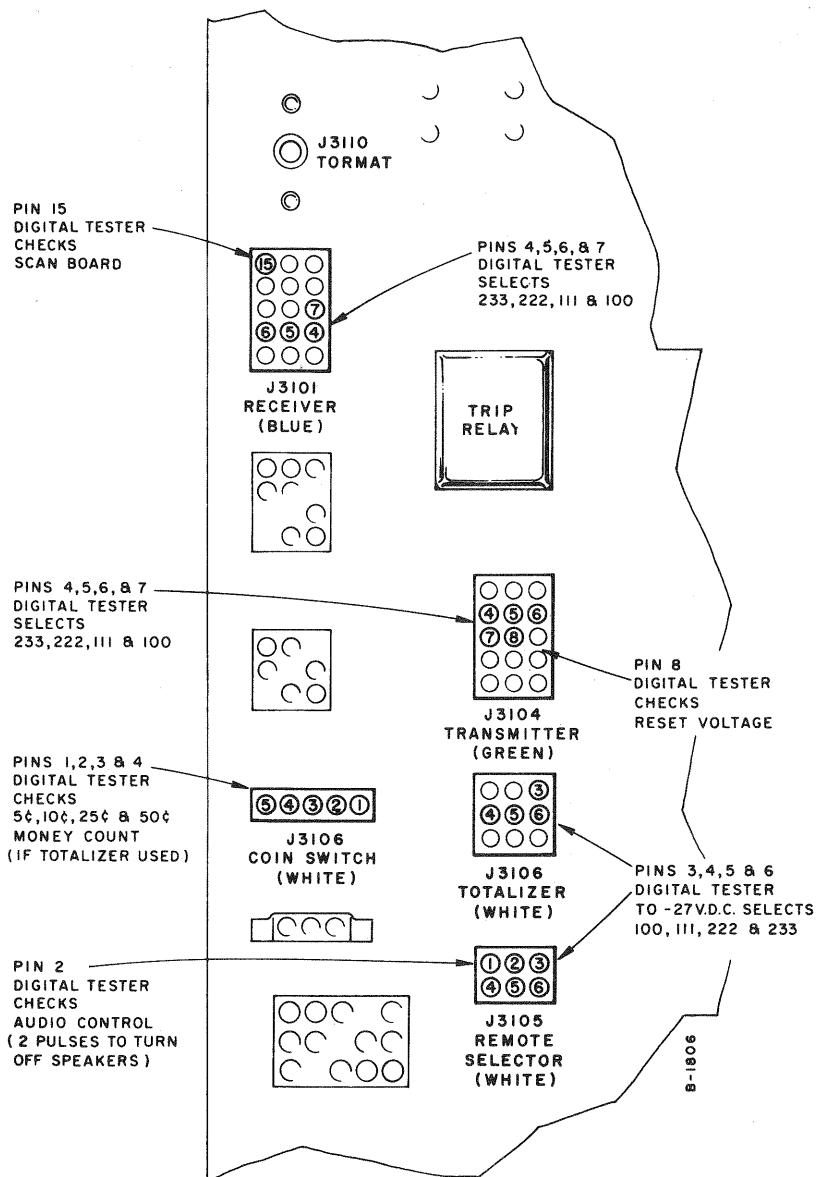 J3110
TORMAT
PIN 15
DIGITAL TESTER
CHECKS
SCAN BOARD
15
7
6 5 4
PINS 4,5,6, & 7
DIGITAL TESTER
SELECTS
233,222,111 & 100
J3101
RECEIVER
(BLUE)
TRIP
RELAY
PINS 4,5,6, & 7
DIGITAL TESTER
SELECTS
233,222,111 & 100
4 5 6
7 8
PIN 8
DIGITAL TESTER
CHECKS
RESET VOLTAGE
J3104
TRANSMITTER
(GREEN)
PINS 1,2,3 & 4
DIGITAL TESTER
CHECKS
5¢,10¢,25¢ & 50¢
MONEY COUNT
(IF TOTALIZER USED)
5 4 3 2 1
J3106
COIN SWITCH
(WHITE)
3
4 5 6
J3106
TOTALIZER
(WHITE)
PINS 3,4,5 & 6
DIGITAL TESTER
TO -27V.D.C. SELECTS
100, 111, 222 & 233
PIN 2
DIGITAL TESTER
CHECKS
AUDIO CONTROL
(2 PULSES TO TURN
OFF SPEAKERS)
1 2 3
4 5 6
J3105
REMOTE
SELECTOR
(WHITE)
B-1806